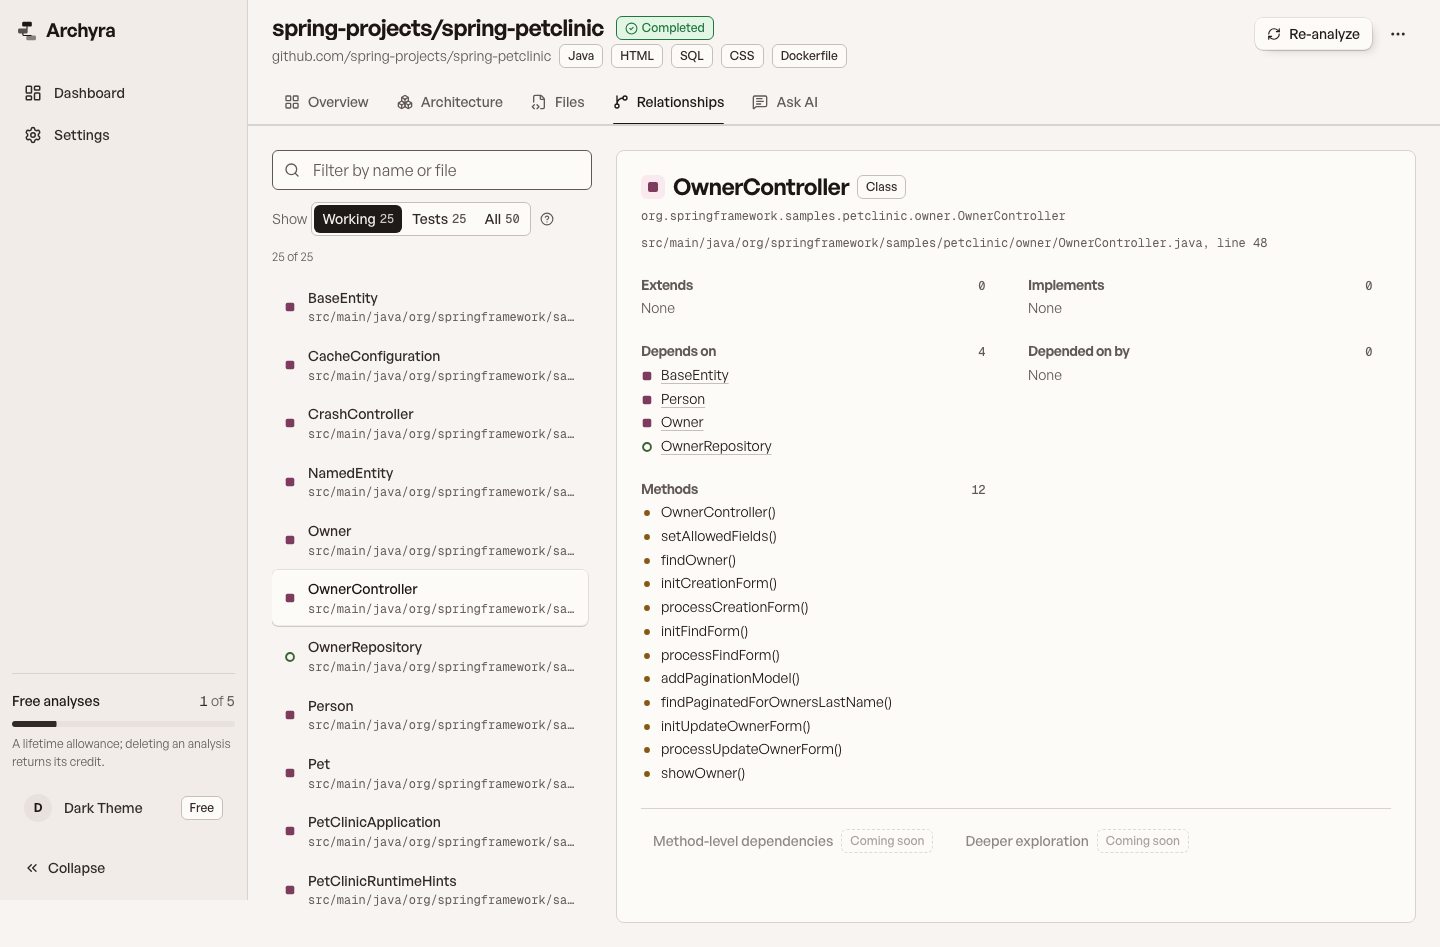 Archyra
Dashboard
Settings
Free analyses 1 of 5
A lifetime allowance; deleting an analysis
returns its credit.
D Dark Theme Free
Collapse
spring-projects/spring-petclinic Completed
github.com/spring-projects/spring-petclinic Java HTML SQL CSS Dockerfile
Re-analyze
Overview Architecture Files Relationships Ask AI
Filter by name or file
Show Working 25 Tests 25 All 50
25 of 25
BaseEntity
src/main/java/org/springframework/sa…
CacheConfiguration
src/main/java/org/springframework/sa…
CrashController
src/main/java/org/springframework/sa…
NamedEntity
src/main/java/org/springframework/sa…
Owner
src/main/java/org/springframework/sa…
OwnerController
src/main/java/org/springframework/sa…
OwnerRepository
src/main/java/org/springframework/sa…
Person
src/main/java/org/springframework/sa…
Pet
src/main/java/org/springframework/sa…
PetClinicApplication
src/main/java/org/springframework/sa…
PetClinicRuntimeHints
src/main/java/org/springframework/sa…
OwnerController Class
org.springframework.samples.petclinic.owner.OwnerController
src/main/java/org/springframework/samples/petclinic/owner/OwnerController.java, line 48
Extends 0
None
Implements 0
None
Depends on 4
BaseEntity
Person
Owner
OwnerRepository
Depended on by 0
None
Methods 12
OwnerController()
setAllowedFields()
findOwner()
initCreationForm()
processCreationForm()
initFindForm()
processFindForm()
addPaginationModel()
findPaginatedForOwnersLastName()
initUpdateOwnerForm()
processUpdateOwnerForm()
showOwner()
Method-level dependencies Coming soon Deeper exploration Coming soon